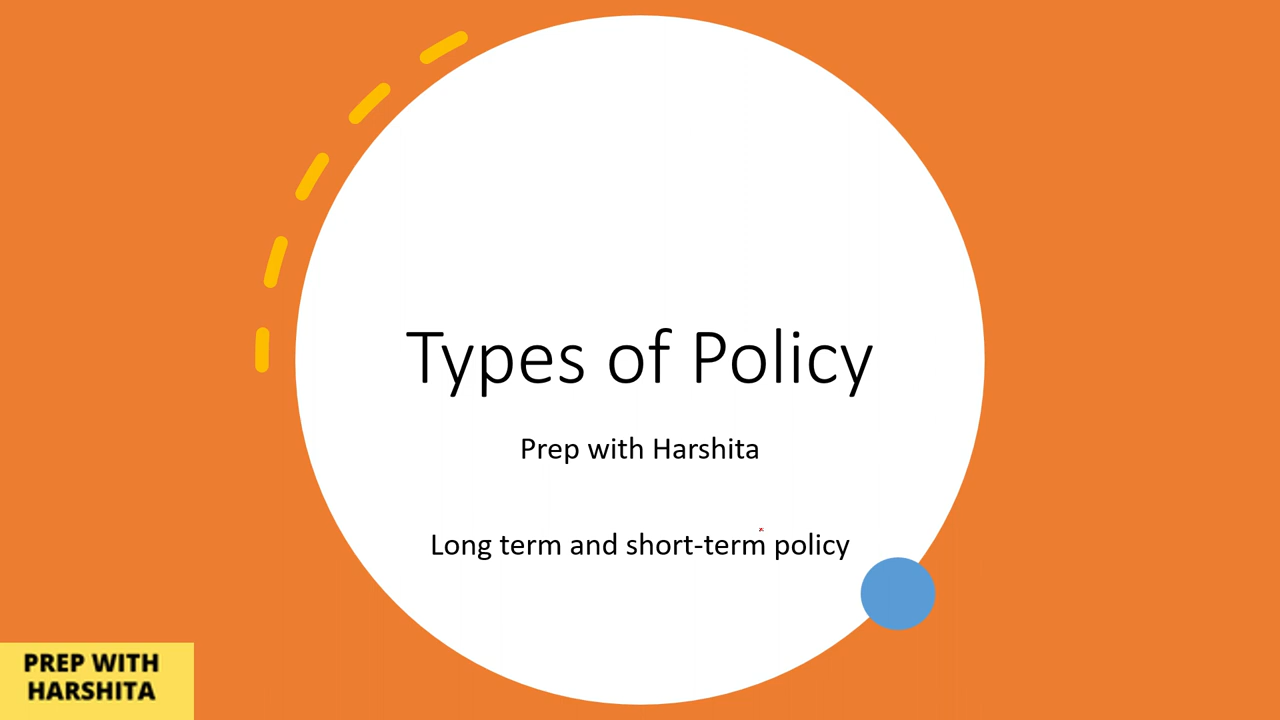 Types of Policy
Prep with Harshita
Long term and short-term policy
PREP WITH
HARSHITA